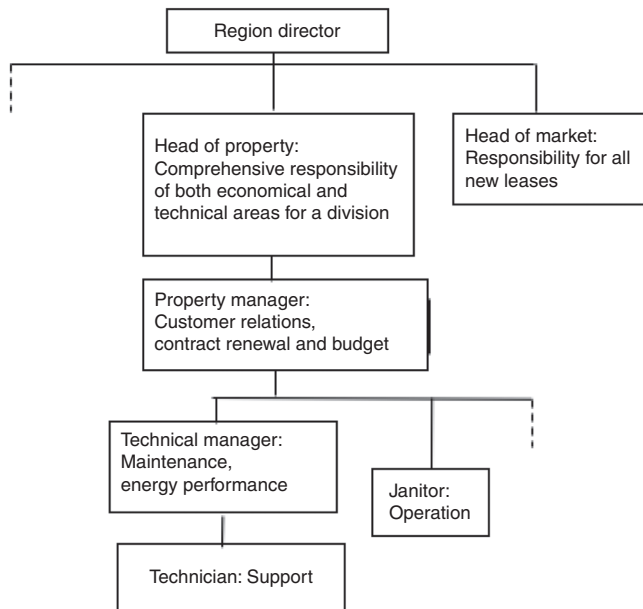 Region director
Head of property:
Comprehensive responsibility
of both economical and
technical areas for a division
Head of market:
Responsibility for all
new leases
Property manager:
Customer relations,
contract renewal and budget
Technical manager:
Maintenance,
energy performance
Janitor:
Operation
Technician: Support